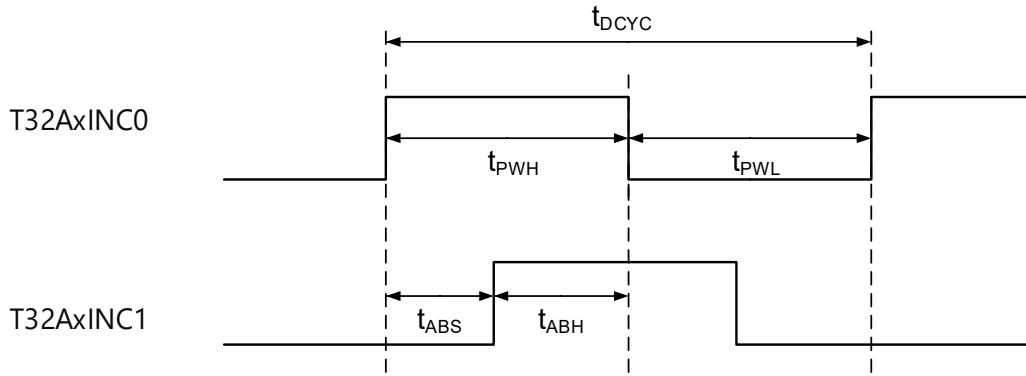 tDCYC
T32AxINC0
tPWH
tPWL
T32AxINC1
tABS
tABH